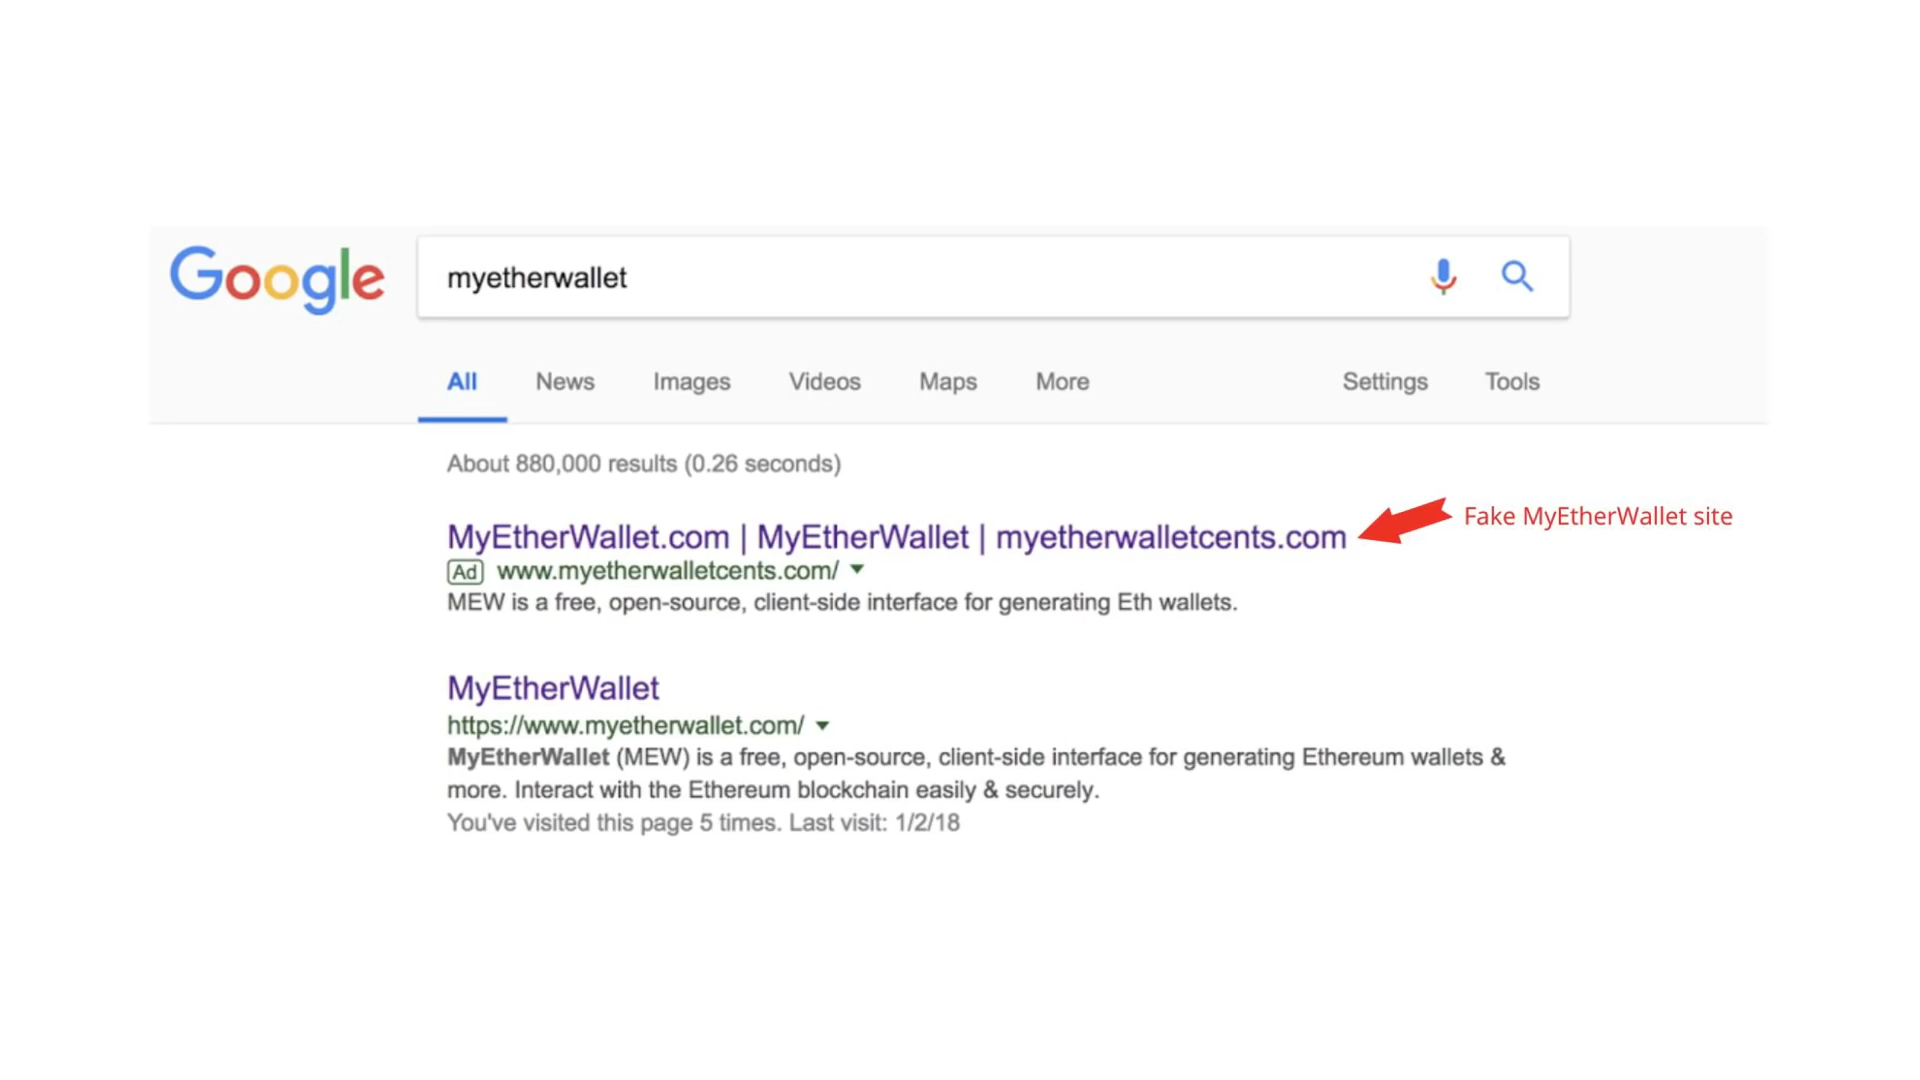 Google
myetherwallet
All News Images Videos Maps More Settings Tools
About 880,000 results (0.26 seconds)
MyEtherWallet.com | MyEtherWallet | myetherwalletcents.com
Fake MyEtherWallet site
Ad www.myetherwalletcents.com/
MEW is a free, open-source, client-side interface for generating Eth wallets.
MyEtherWallet
https://www.myetherwallet.com/
MyEtherWallet (MEW) is a free, open-source, client-side interface for generating Ethereum wallets &
more. Interact with the Ethereum blockchain easily & securely.
You've visited this page 5 times. Last visit: 1/2/18